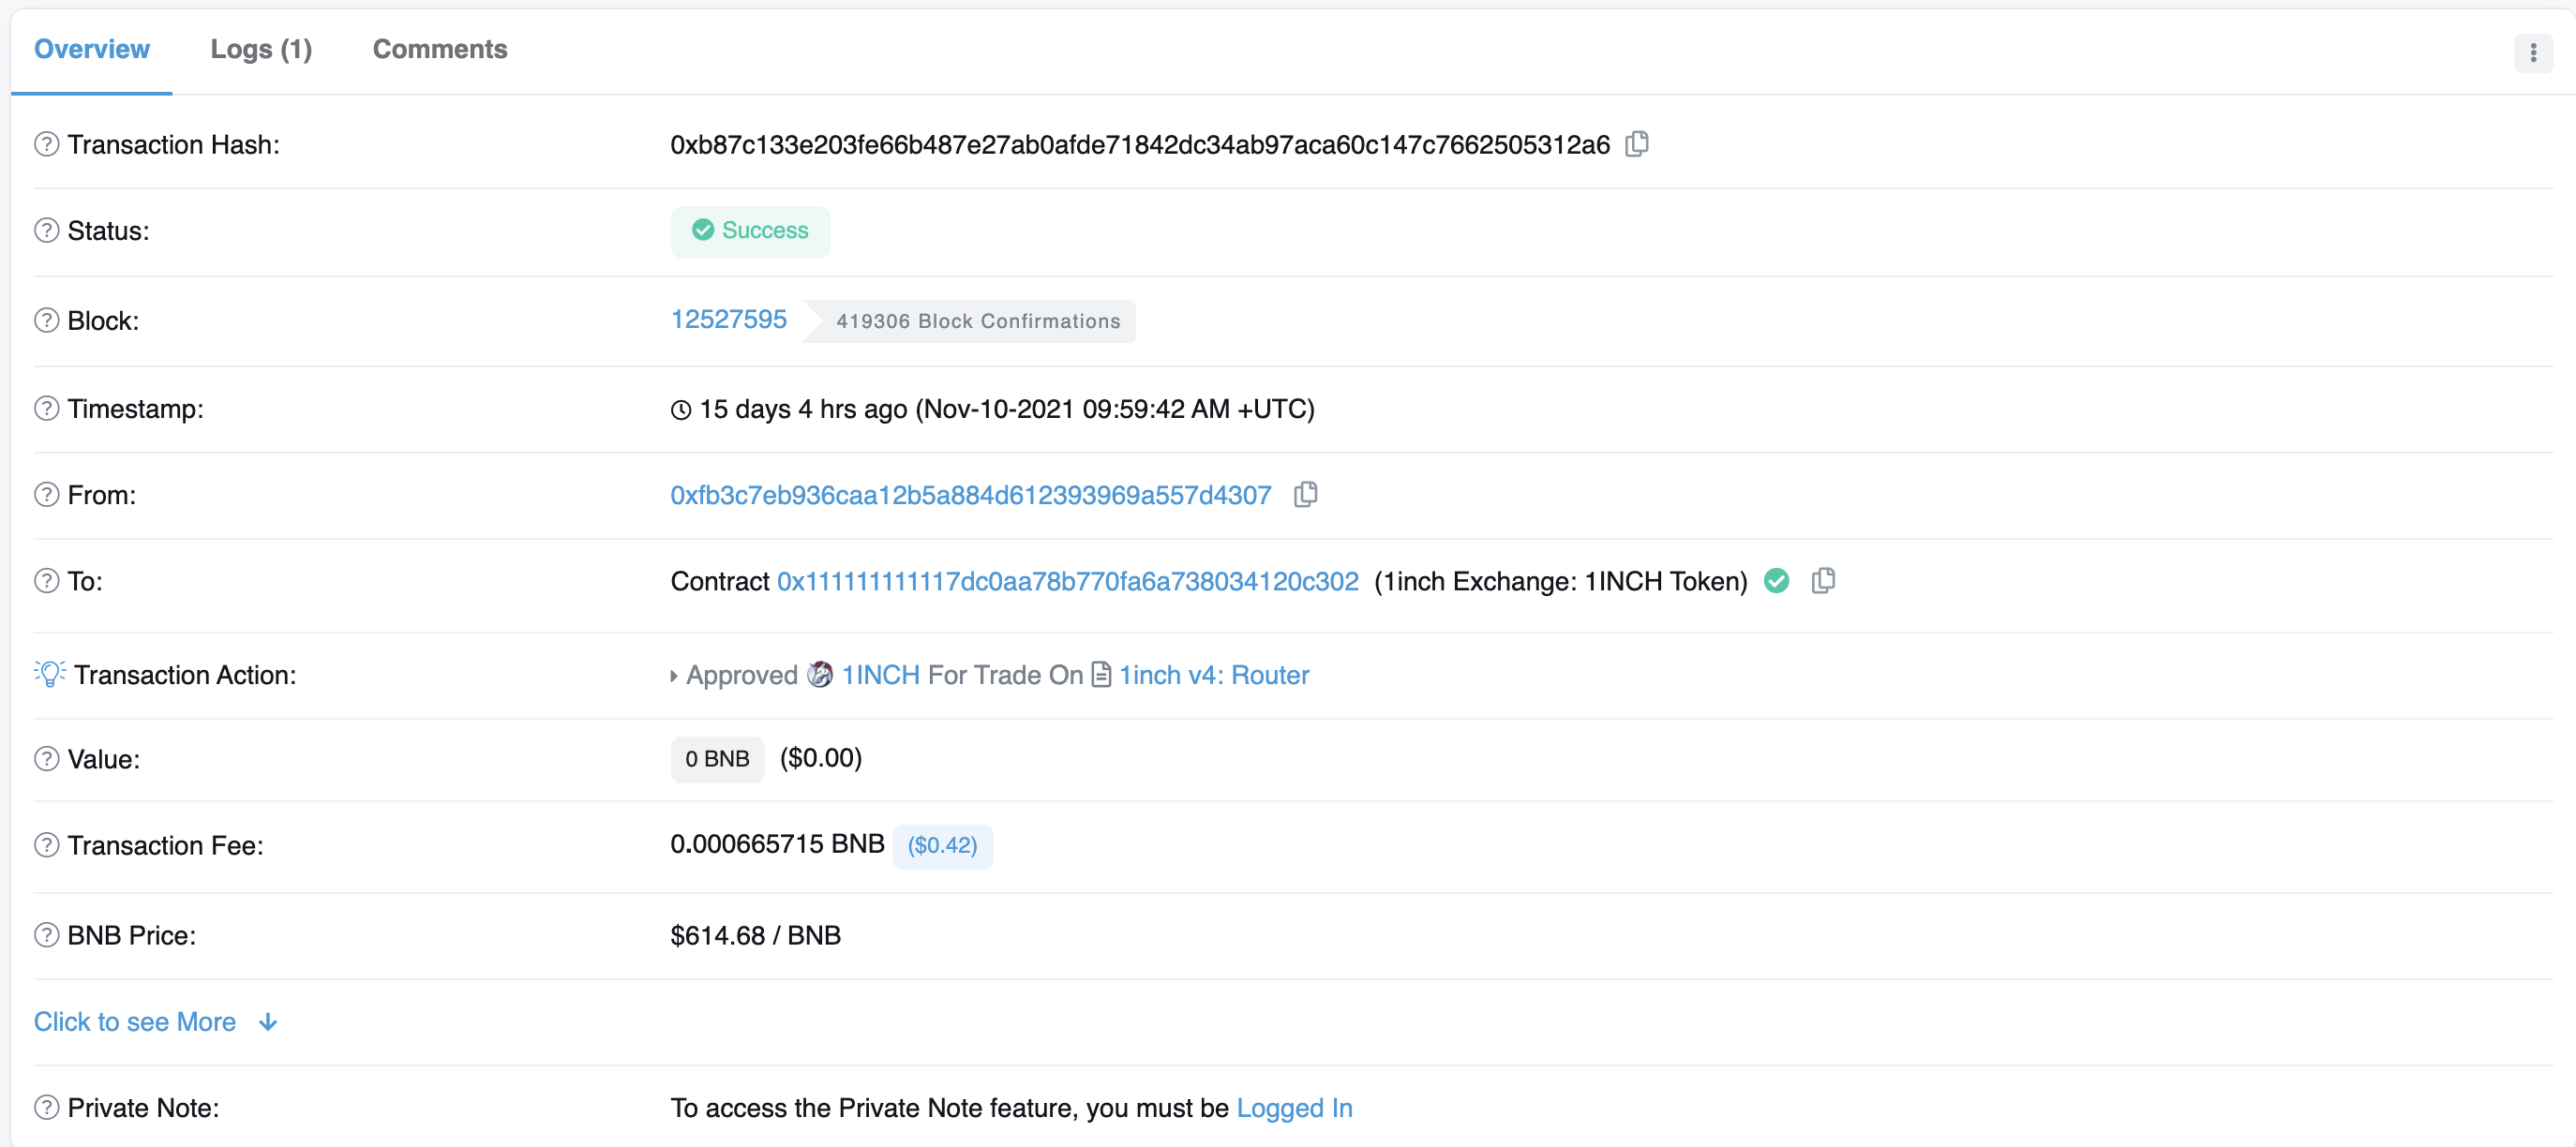 Overview Logs (1) Comments
Transaction Hash: 0xb87c133e203fe66b487e27ab0afde71842dc34ab97aca60c147c7662505312a6
Status: Success
Block: 12527595 419306 Block Confirmations
Timestamp: 15 days 4 hrs ago (Nov-10-2021 09:59:42 AM +UTC)
From: 0xfb3c7eb936caa12b5a884d612393969a557d4307
To: Contract 0x111111111117dc0aa78b770fa6a738034120c302 (1inch Exchange: 1INCH Token)
Transaction Action: Approved 1INCH For Trade On 1inch v4: Router
Value: 0 BNB ($0.00)
Transaction Fee: 0.000665715 BNB ($0.42)
BNB Price: $614.68 / BNB
Click to see More
Private Note: To access the Private Note feature, you must be Logged In